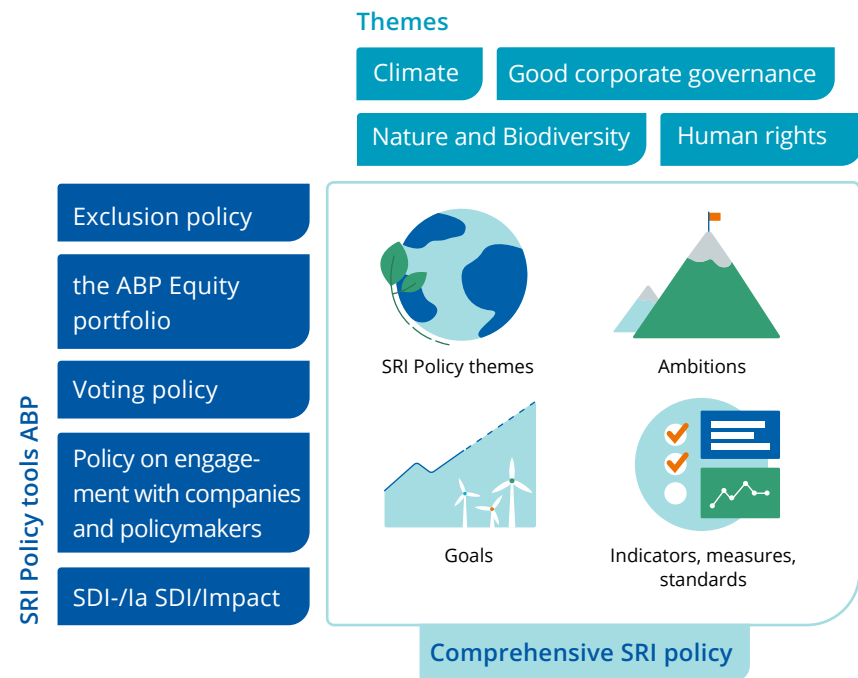 Themes
Climate
Good corporate governance
Nature and Biodiversity
Human rights
SRI Policy tools ABP
Exclusion policy
the ABP Equity
portfolio
Voting policy
Policy on engage-
ment with companies
and policymakers
SDI-/Ia SDI/Impact
SRI Policy themes
Ambitions
Goals
Indicators, measures,
standards
Comprehensive SRI policy